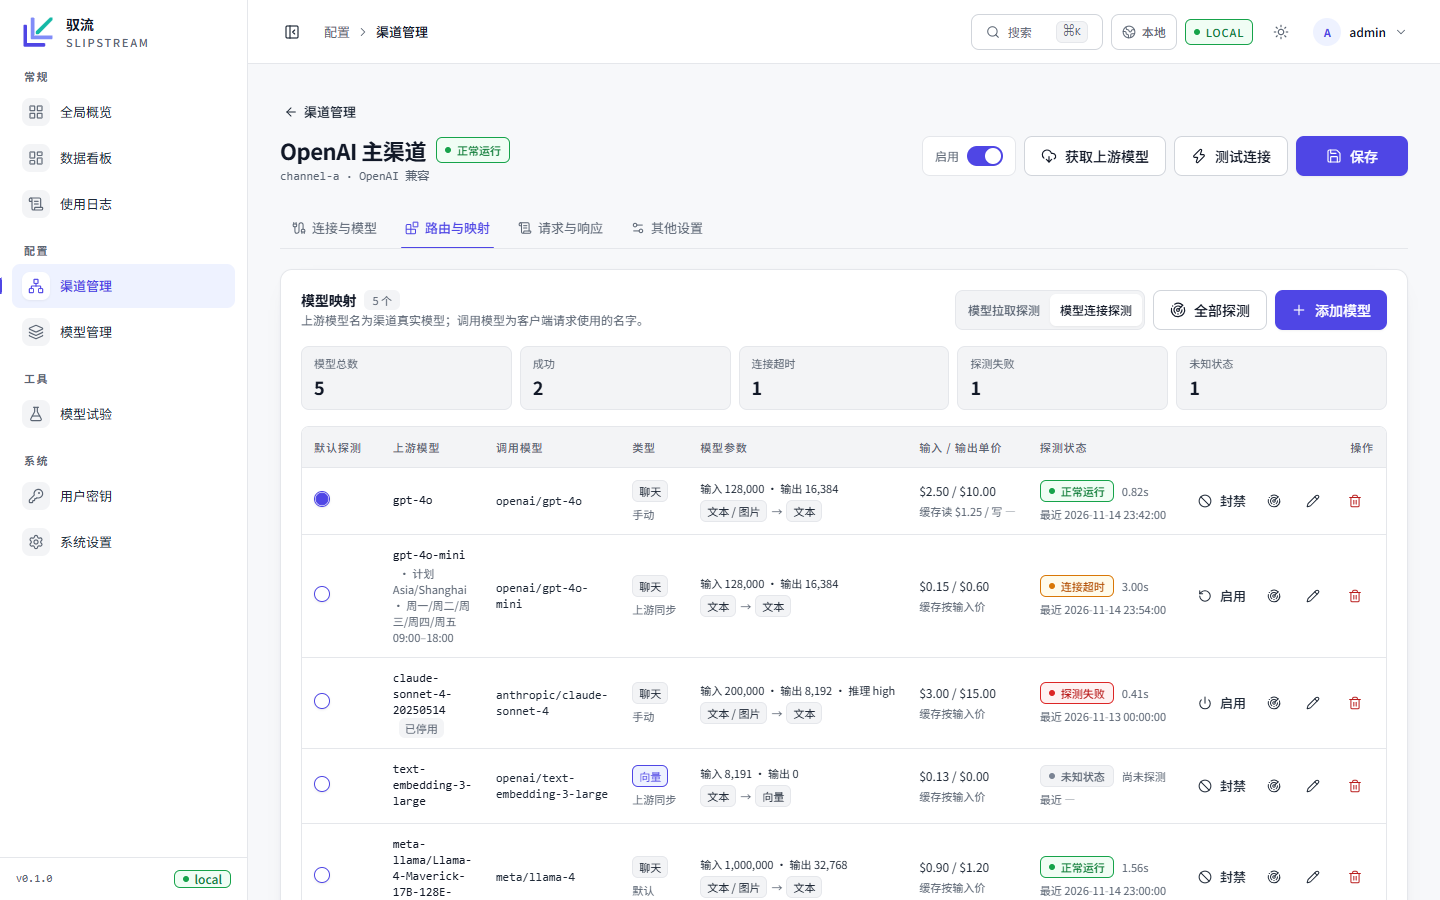 驭流
SLIPSTREAM
常规
全局概览
数据看板
使用日志
配置
渠道管理
模型管理
工具
模型试验
系统
用户密钥
系统设置
v0.1.0
local
配置 > 渠道管理
搜索 ⌘K
本地
LOCAL
A
admin
← 渠道管理
OpenAI 主渠道
正常运行
channel-a · OpenAI 兼容
启用
获取上游模型
测试连接
保存
连接与模型
路由与映射
请求与响应
其他设置
模型映射 5 个
上游模型名为渠道真实模型；调用模型为客户端请求使用的名字。
模型拉取探测
模型连接探测
全部探测
添加模型
模型总数
5
成功
2
连接超时
1
探测失败
1
未知状态
1
默认探测 上游模型 调用模型 类型 模型参数 输入 / 输出单价 探测状态 操作
gpt-4o
openai/gpt-4o
聊天
手动
输入 128,000 · 输出 16,384
文本 / 图片 → 文本
$2.50 / $10.00
缓存读 $1.25 / 写 —
正常运行 0.82s
最近 2026-11-14 23:42:00
封禁
gpt-4o-mini
· 计划
Asia/Shanghai
· 周一/周二/周
三/周四/周五
09:00–18:00
openai/gpt-4o-
mini
聊天
上游同步
输入 128,000 · 输出 16,384
文本 → 文本
$0.15 / $0.60
缓存按输入价
连接超时 3.00s
最近 2026-11-14 23:54:00
启用
claude-
sonnet-4-
20250514
已停用
anthropic/claude-
sonnet-4
聊天
手动
输入 200,000 · 输出 8,192 · 推理 high
文本 / 图片 → 文本
$3.00 / $15.00
缓存按输入价
探测失败 0.41s
最近 2026-11-13 00:00:00
启用
text-
embedding-3-
large
openai/text-
embedding-3-large
向量
上游同步
输入 8,191 · 输出 0
文本 → 向量
$0.13 / $0.00
缓存按输入价
未知状态 尚未探测
最近 —
封禁
meta-
llama/Llama-
4-Maverick-
17B-128E-
meta/llama-4
聊天
默认
输入 1,000,000 · 输出 32,768
文本 / 图片 → 文本
$0.90 / $1.20
缓存按输入价
正常运行 1.56s
最近 2026-11-14 23:00:00
封禁